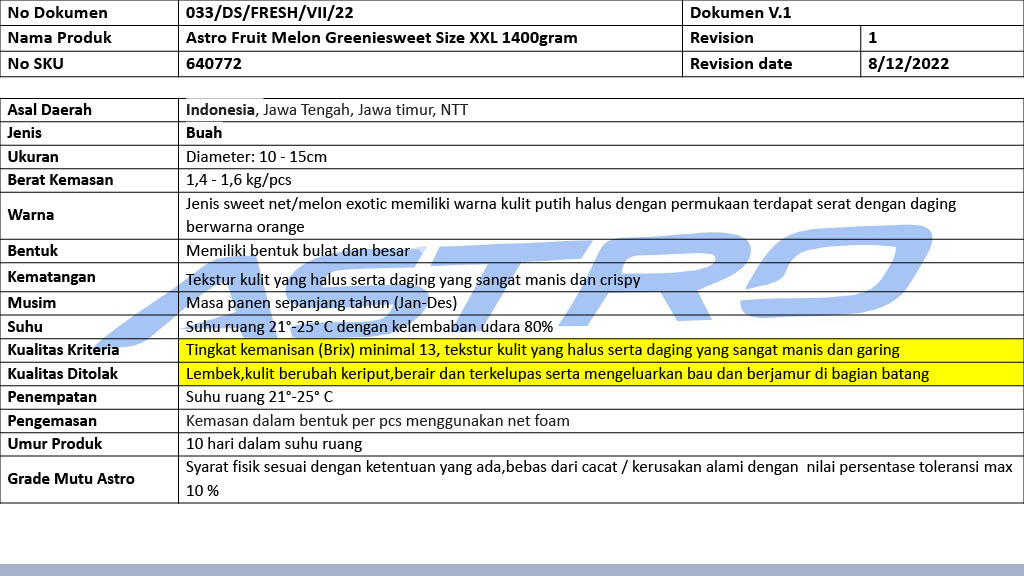 No Dokumen 033/DS/FRESH/VII/22 Dokumen V.1
Nama Produk Astro Fruit Melon Greeniesweet Size XXL 1400gram Revision 1
No SKU 640772 Revision date 8/12/2022
Asal Daerah Indonesia, Jawa Tengah, Jawa timur, NTT
Jenis Buah
Ukuran Diameter: 10 - 15cm
Berat Kemasan 1,4 - 1,6 kg/pcs
Warna Jenis sweet net/melon exotic memiliki warna kulit putih halus dengan permukaan terdapat serat dengan daging
berwarna orange
Bentuk Memiliki bentuk bulat dan besar
Kematangan Tekstur kulit yang halus serta daging yang sangat manis dan crispy
Musim Masa panen sepanjang tahun (Jan-Des)
Suhu Suhu ruang 21°-25° C dengan kelembaban udara 80%
Kualitas Kriteria Tingkat kemanisan (Brix) minimal 13, tekstur kulit yang halus serta daging yang sangat manis dan garing
Kualitas Ditolak Lembek,kulit berubah keriput,berair dan terkelupas serta mengeluarkan bau dan berjamur di bagian batang
Penempatan Suhu ruang 21°-25° C
Pengemasan Kemasan dalam bentuk per pcs menggunakan net foam
Umur Produk 10 hari dalam suhu ruang
Grade Mutu Astro Syarat fisik sesuai dengan ketentuan yang ada,bebas dari cacat / kerusakan alami dengan  nilai persentase toleransi max
10 %
ASTRO